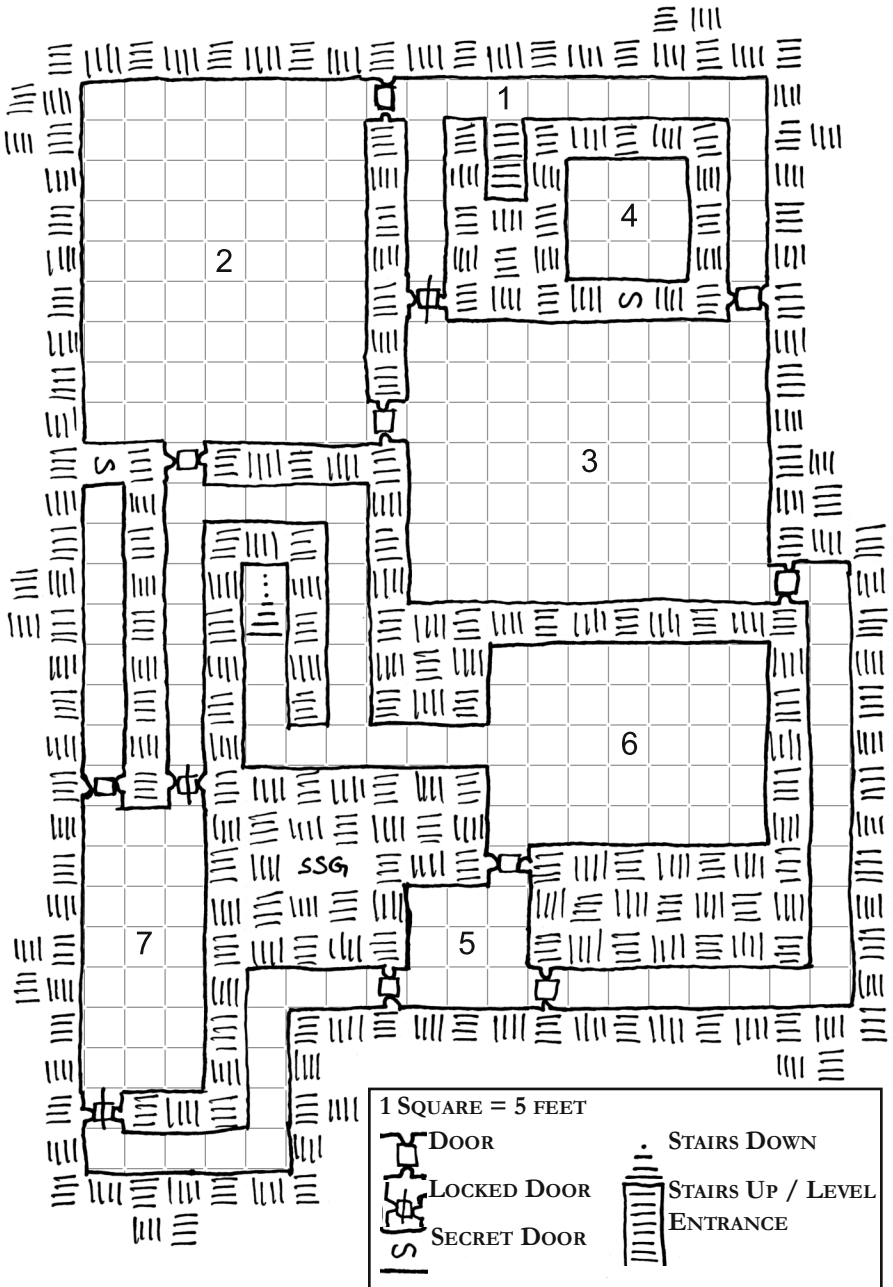 1
4
2
S
3
S
6
SSG
7
5
1 SQUARE = 5 FEET
DOOR
LOCKED DOOR
SECRET DOOR
S
STAIRS DOWN
STAIRS UP / LEVEL
ENTRANCE